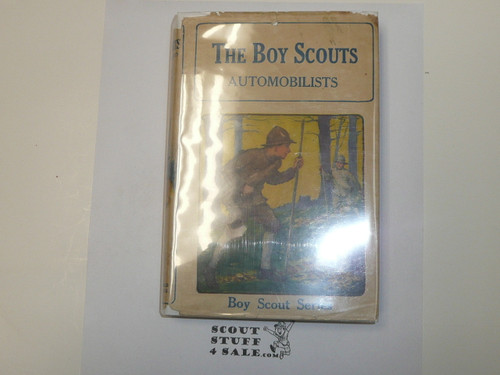 THE BOY SCOUTS
AUTOMOBILISTS
Boy Scout Series
SCOUT
STUFF
4 SALE.COM